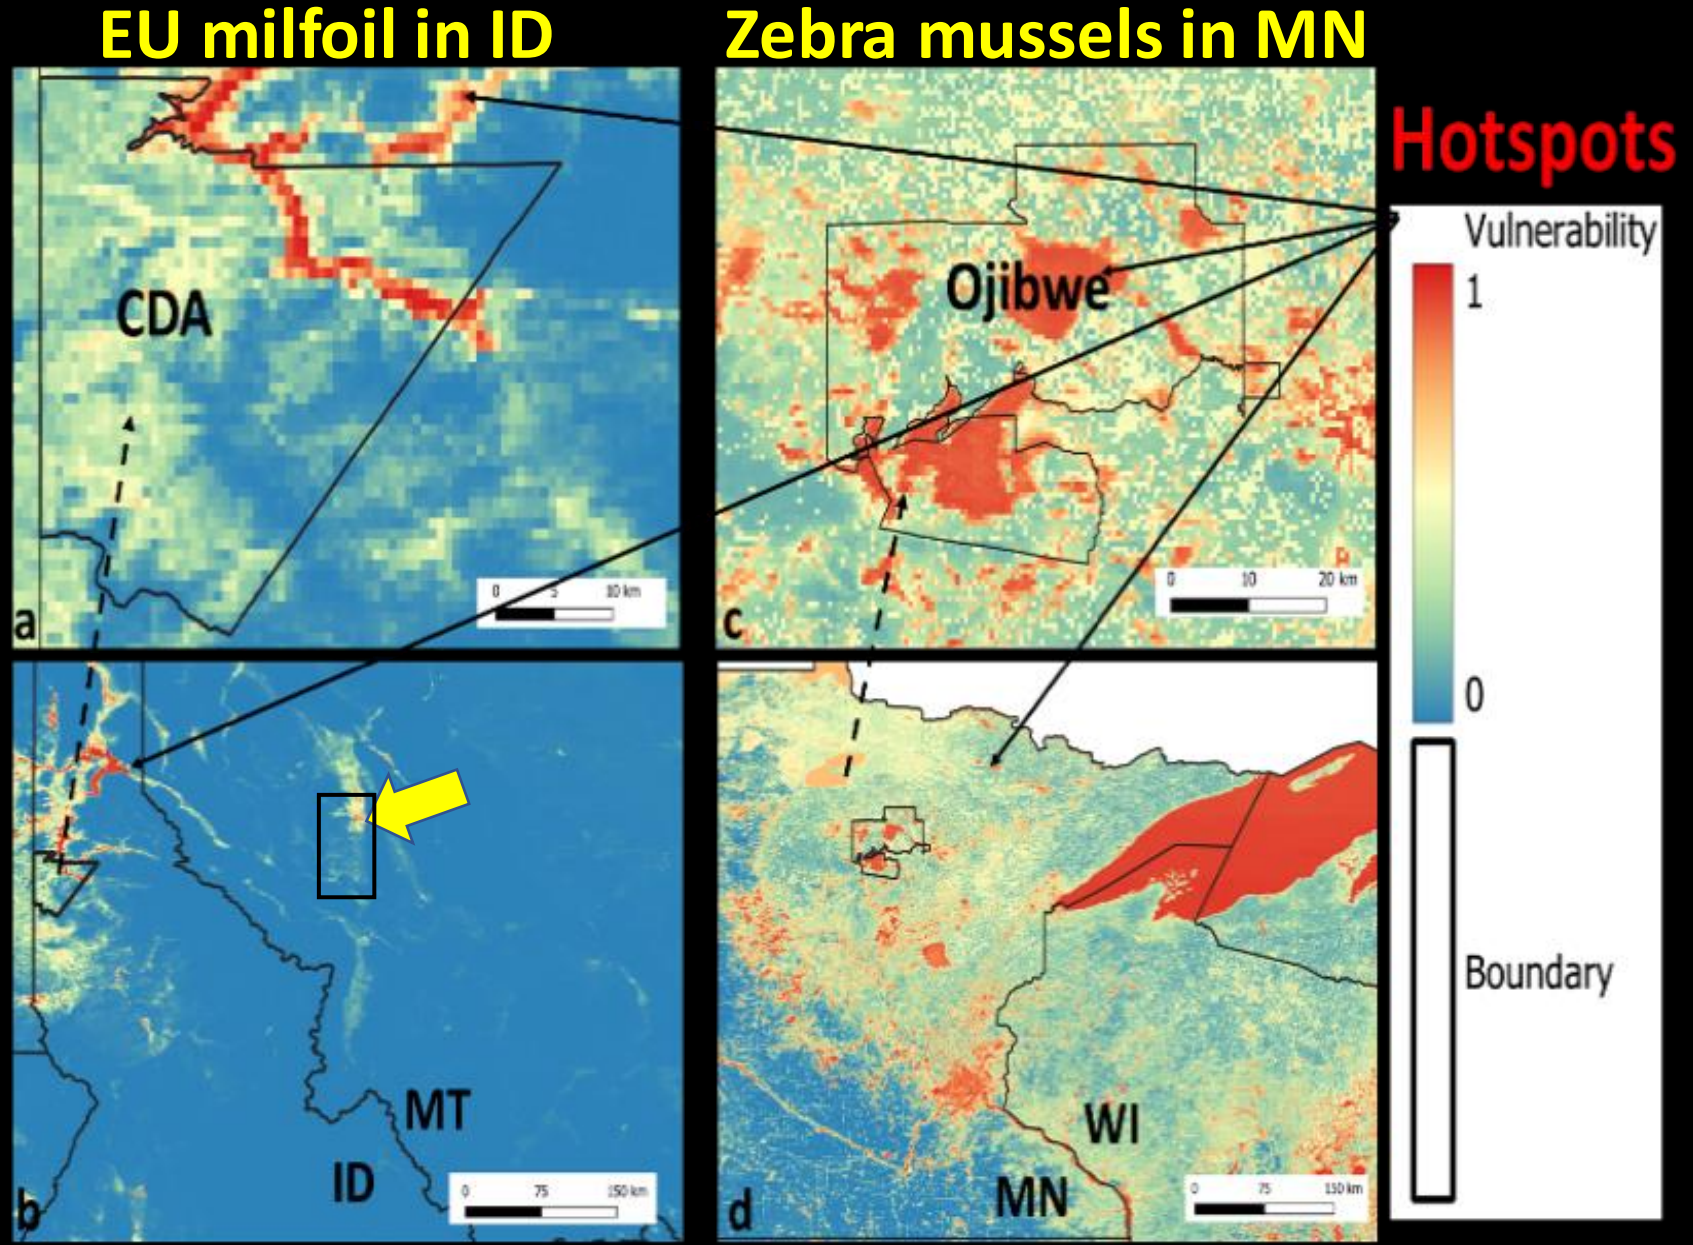 EU milfoil in ID
Zebra mussels in MN
Hotspots
Vulnerability
1
0
Boundary
CDA
0 5 10 km
a
Ojibwe
0 10 20 km
c
MT
ID
0 75 150 km
b
WI
MN
0 75 150 km
d